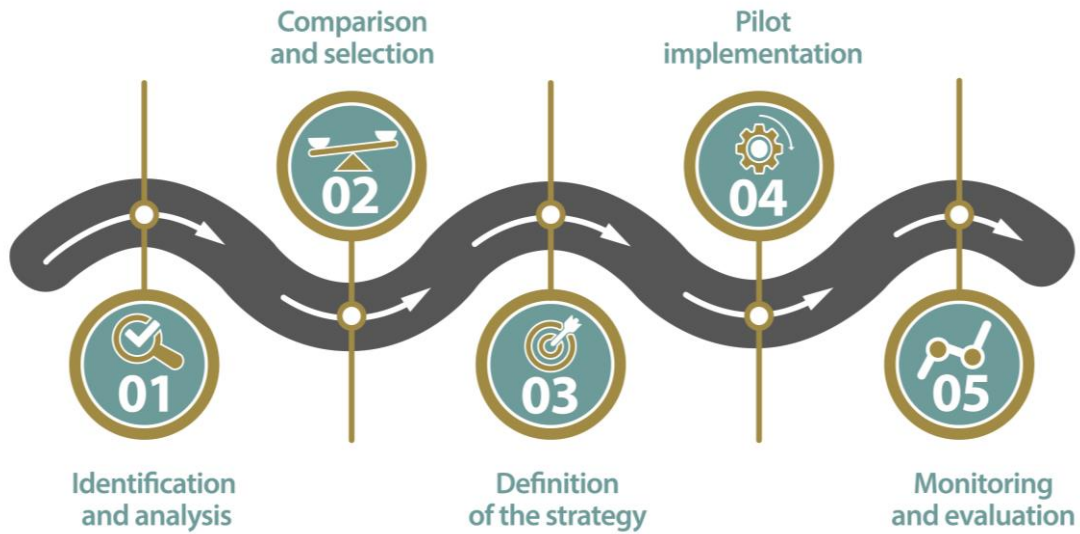 01
Identification
and analysis
Comparison
and selection
02
03
Definition
of the strategy
Pilot
implementation
04
05
Monitoring
and evaluation